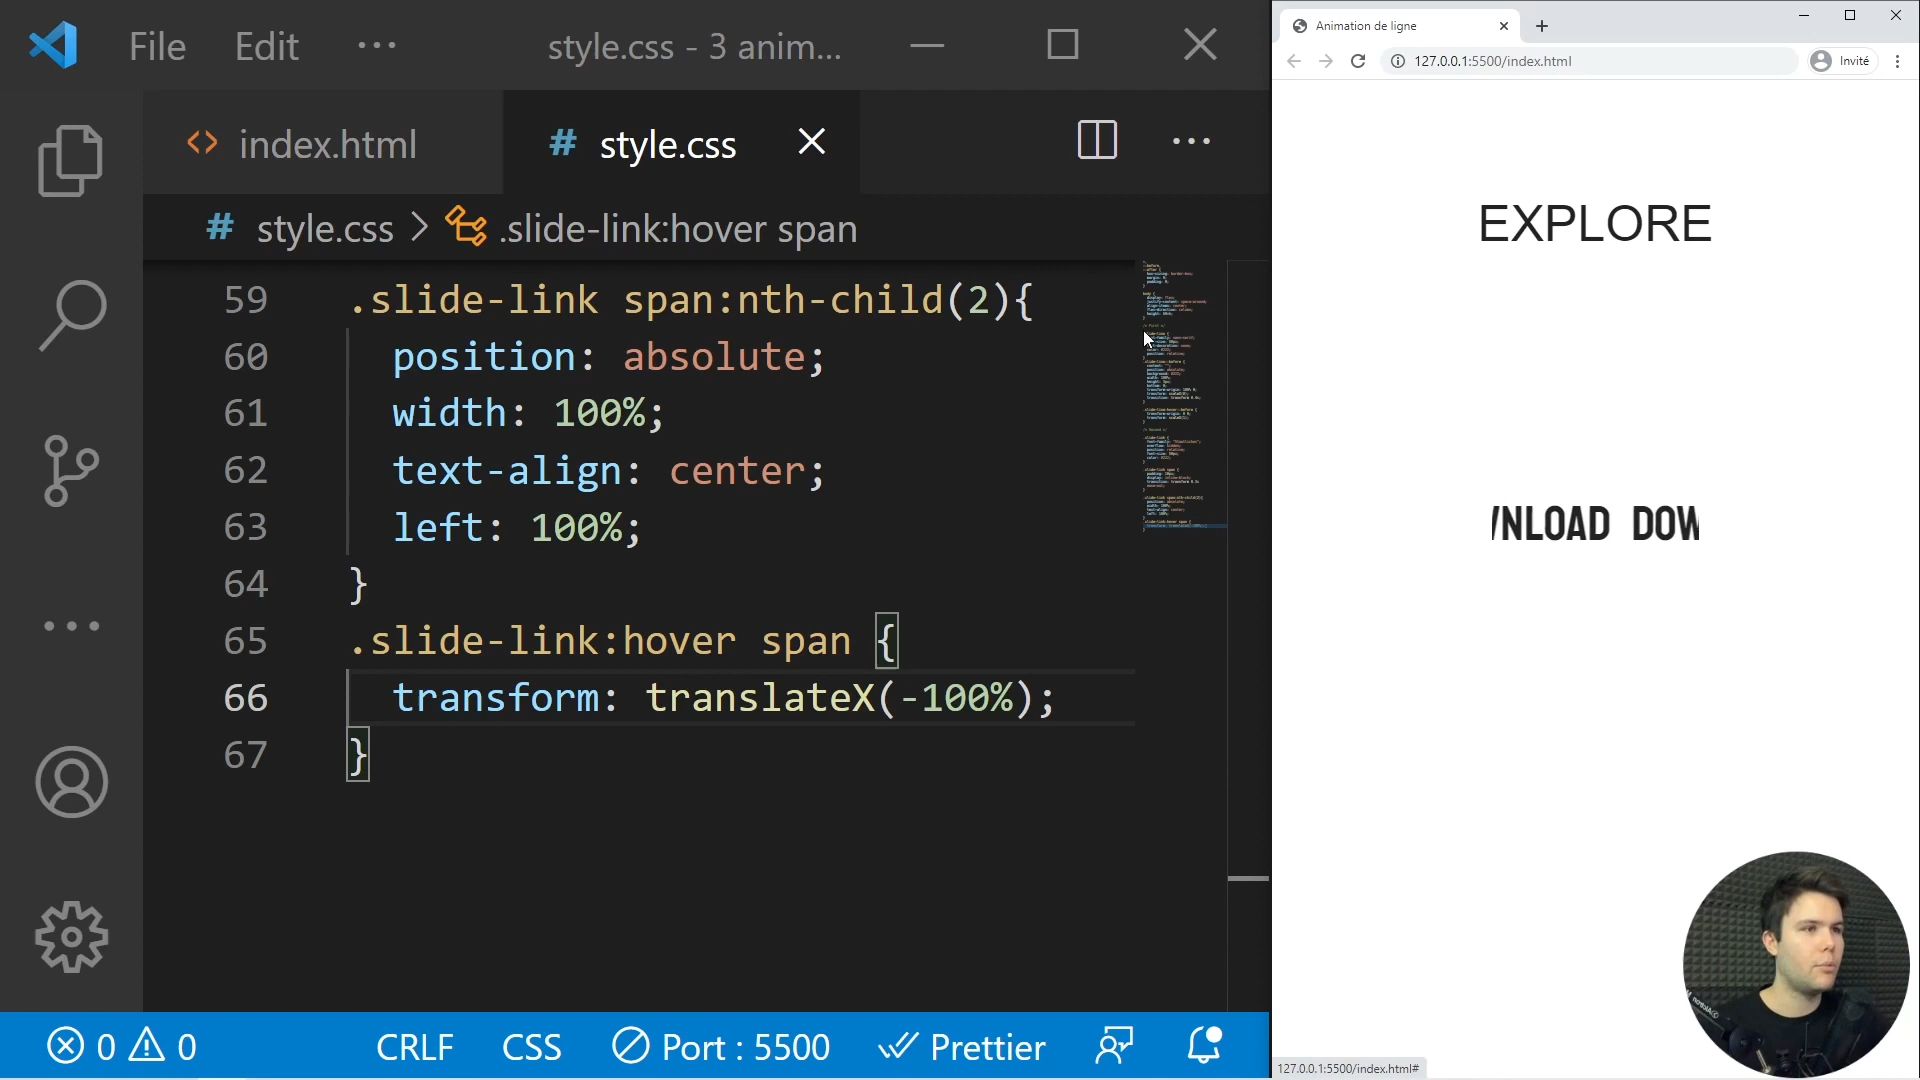 File Edit ··· style.css - 3 anim...
index.html # style.css ···
# style.css > .slide-link:hover span
59 .slide-link span:nth-child(2){
60 position: absolute;
61 width: 100%;
62 text-align: center;
63 left: 100%;
64 }
65 .slide-link:hover span {
66 transform: translateX(-100%);
67 }
0 0 CRLF CSS Port : 5500 Prettier
Animation de ligne
127.0.0.1:5500/index.html Invité
EXPLORE
WNLOAD DOW
127.0.0.1:5500/index.html#